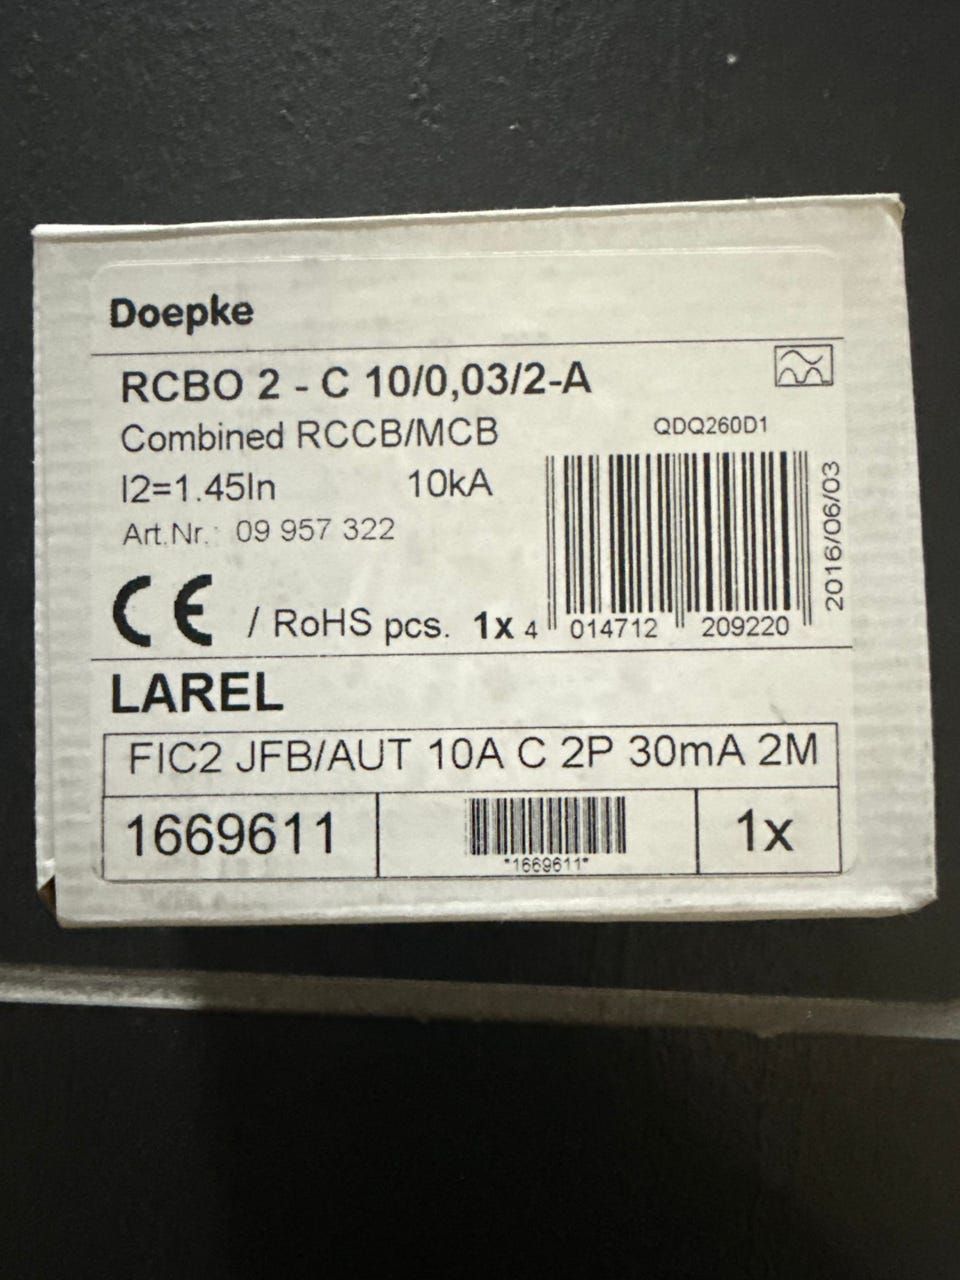 Doepke
RCBO 2 - C 10/0,03/2-A
Combined RCCB/MCB
QDQ260D1
I2=1.45In 10kA
Art.Nr.: 09 957 322
2016/06/03
CE / RoHS pcs. 1x 4 014712 209220
LAREL
FIC2 JFB/AUT 10A C 2P 30mA 2M
1669611
*1669611*
1x